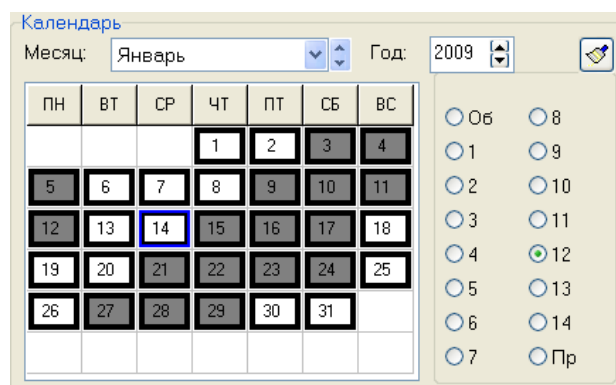 Календарь
Месяц: Январь Год: 2009
ПН ВТ СР ЧТ ПТ СБ ВС
1 2 3 4
5 6 7 8 9 10 11
12 13 14 15 16 17 18
19 20 21 22 23 24 25
26 27 28 29 30 31
Об 8
1 9
2 10
3 11
4 12
5 13
6 14
7 Пр